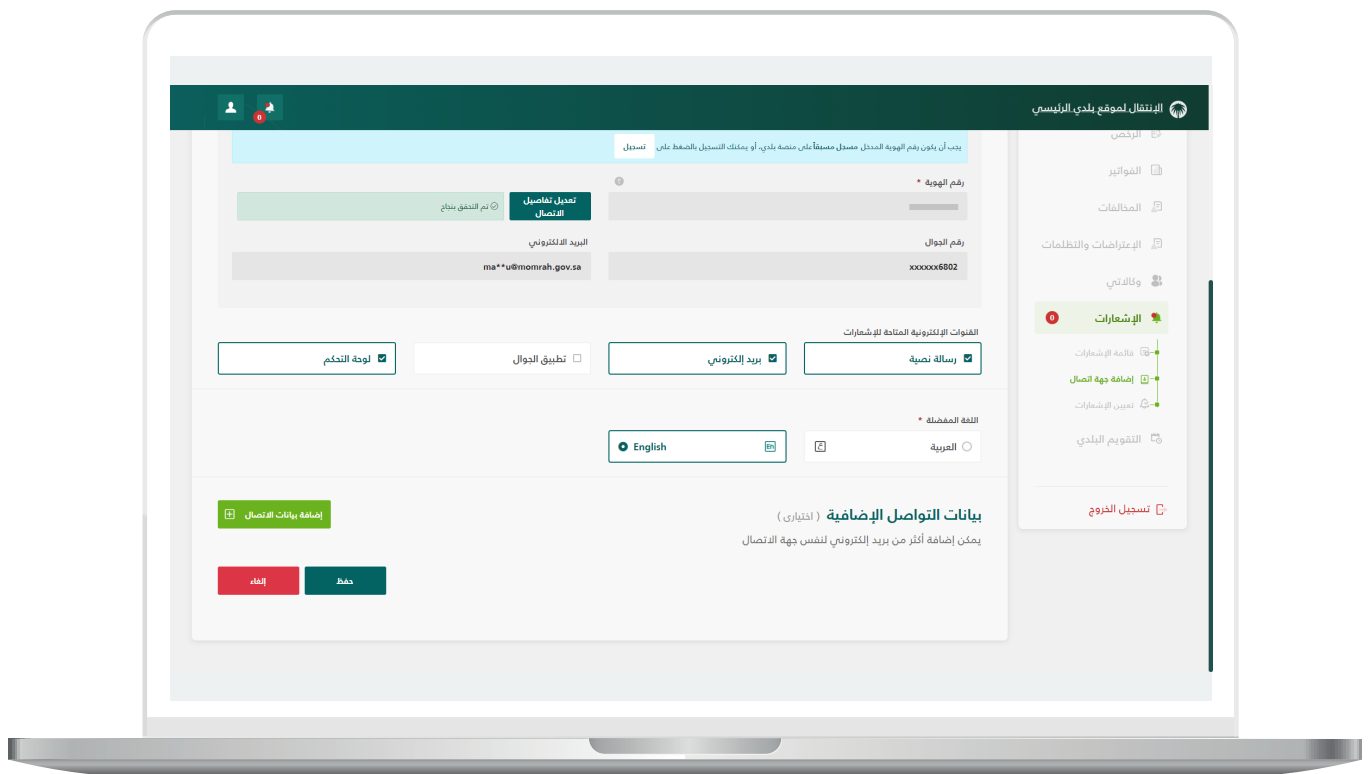 الإنتقال لموقع بلدي الرئيسي
0
الرخص
الفواتير
المخالفات
الإعتراضات والتظلمات
وكالاتي
الإشعارات
0
قائمة الإشعارات
إضافة جهة اتصال
تعيين الإشعارات
التقويم البلدي
تسجيل الخروج
يجب أن يكون رقم الهوية المدخل مسجل مسبقاً على منصة بلدي، أو يمكنك التسجيل بالضغط على تسجيل
رقم الهوية *
تعديل تفاصيل الاتصال
تم التحقق بنجاح
رقم الجوال
البريد الالكتروني
xxxxxx6802
ma**u@momrah.gov.sa
القنوات الإلكترونية المتاحة للإشعارات
رسالة نصية
بريد إلكتروني
تطبيق الجوال
لوحة التحكم
اللغة المفضلة *
العربية
ع
En
English
بيانات التواصل الإضافية ( اختيارى )
إضافة بيانات الاتصال
يمكن إضافة أكثر من بريد إلكتروني لنفس جهة الاتصال
حفظ
إلغاء